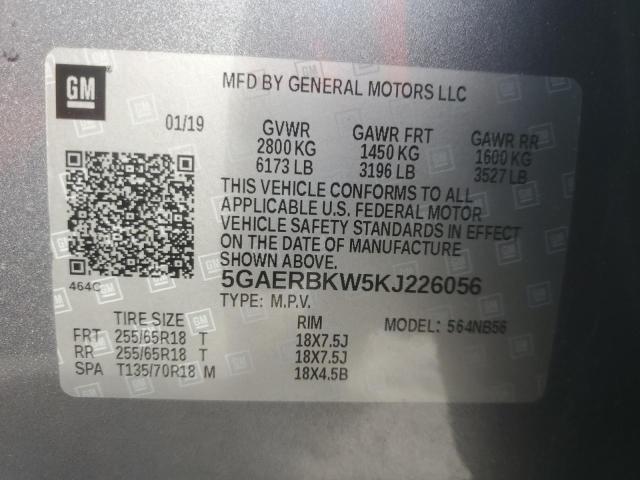 GM
MFD BY GENERAL MOTORS LLC
01/19 GVWR GAWR FRT GAWR RR
2800 KG 1450 KG 1600 KG
6173 LB 3196 LB 3527 LB
THIS VEHICLE CONFORMS TO ALL
APPLICABLE U.S. FEDERAL MOTOR
VEHICLE SAFETY STANDARDS IN EFFECT
ON THE DATE OF MANUFACTURE
SHOWN ABOVE.
464C
5GAERBKW5KJ226056
TYPE: M.P.V.
TIRE SIZE RIM MODEL: 564NB56
FRT 255/65R18 T 18X7.5J
RR 255/65R18 T 18X7.5J
SPA T135/70R18 M 18X4.5B